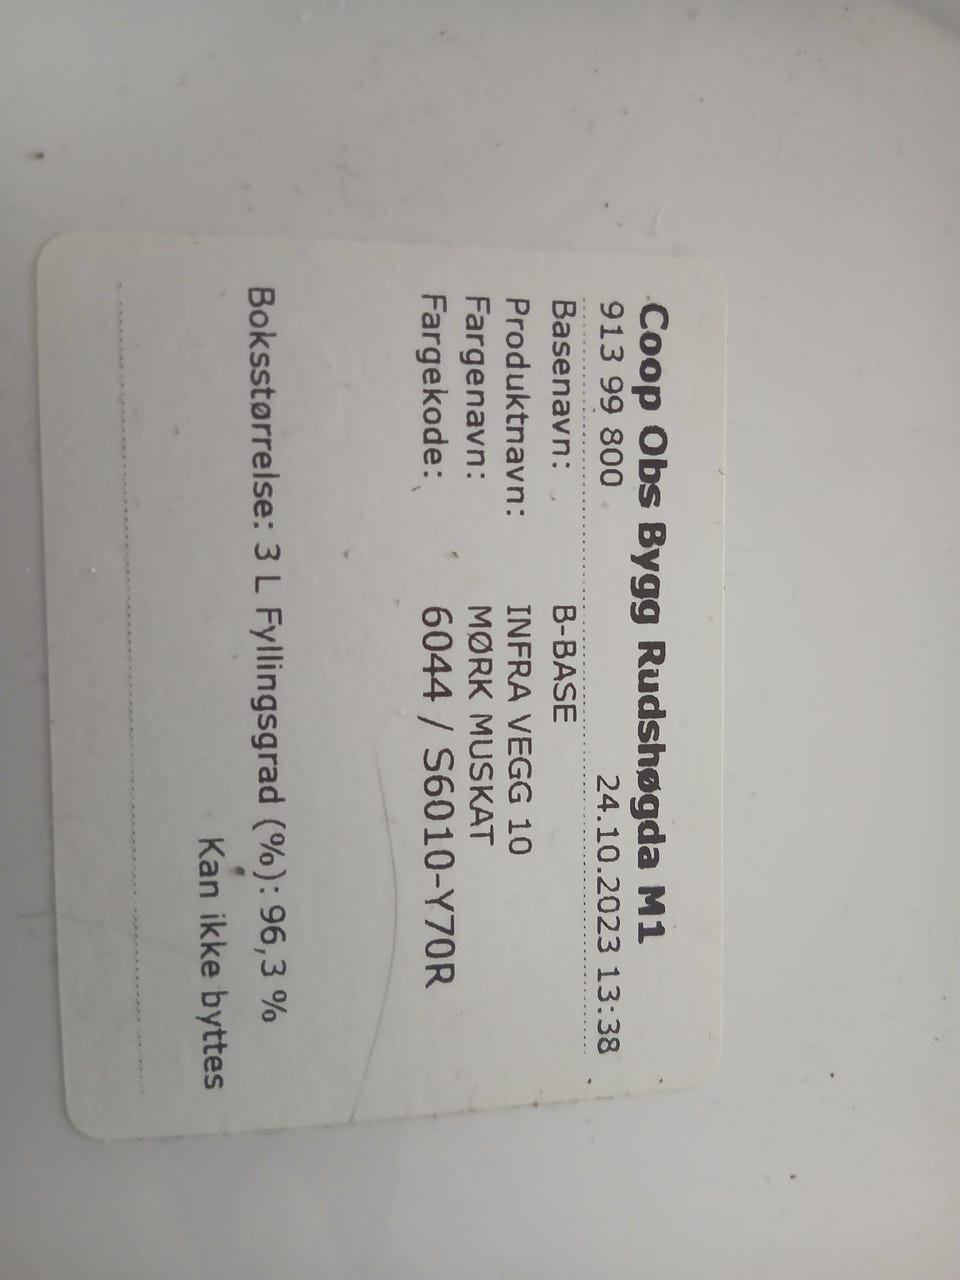 Coop Obs Bygg Rudshøgda M1
913 99 800 24.10.2023 13:38
Basenavn: B-BASE
Produktnavn: INFRA VEGG 10
Fargenavn: MØRK MUSKAT
Fargekode: 6044 / S6010-Y70R
Boksstørrelse: 3 L Fyllingsgrad (%): 96,3 %
Kan ikke byttes